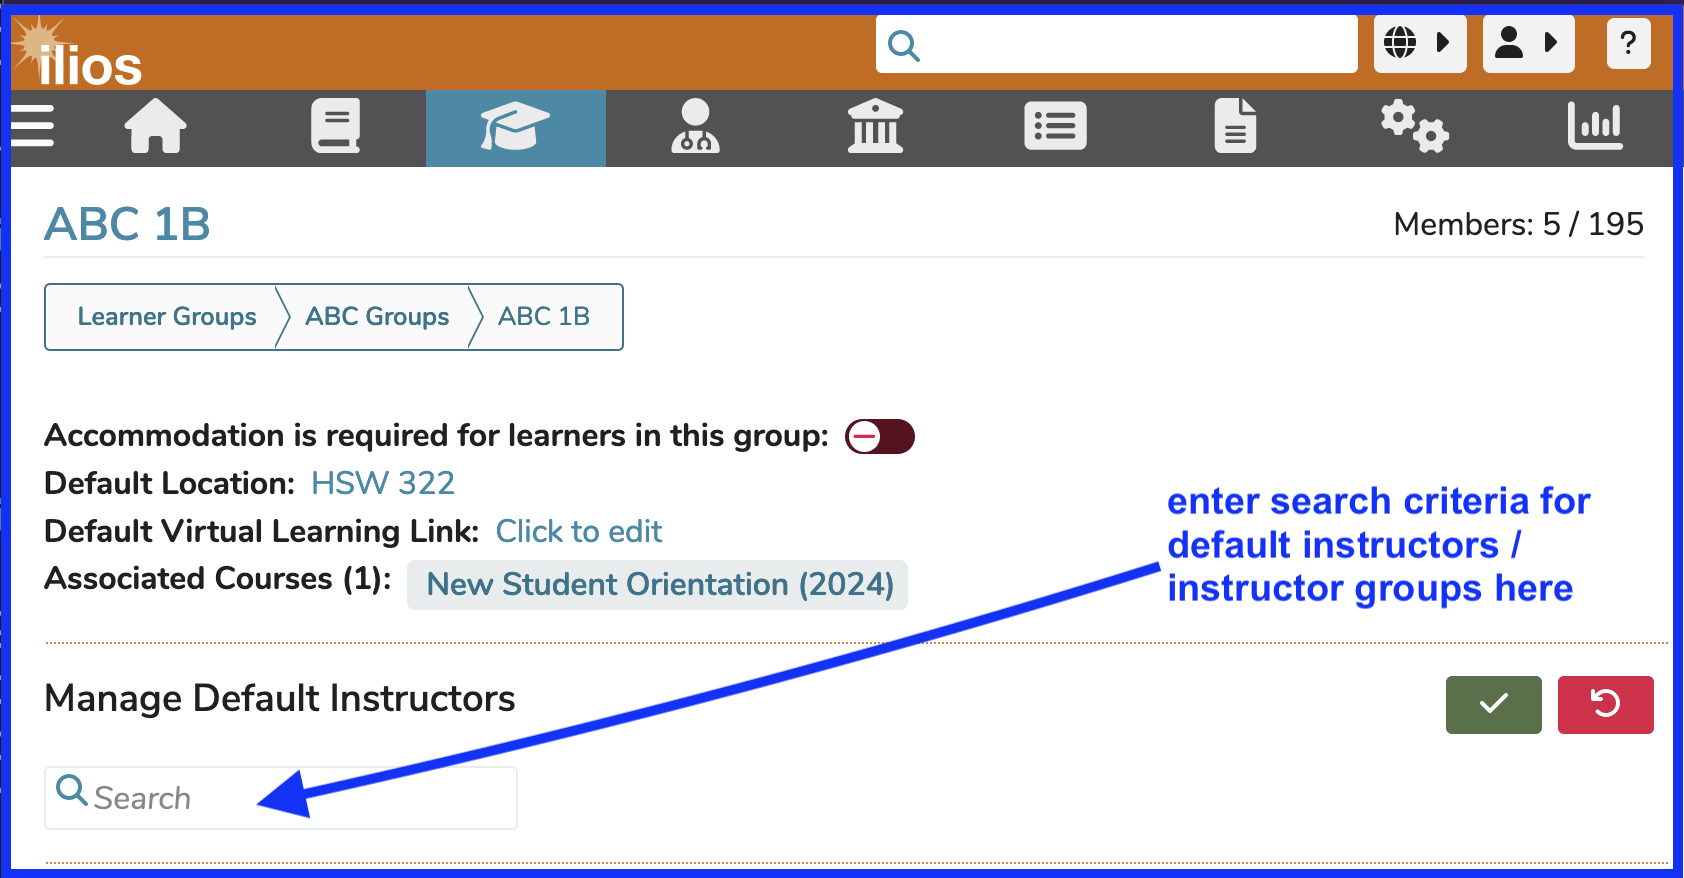 ilios
?
ABC 1B
Members: 5 / 195
Learner Groups
ABC Groups
ABC 1B
Accommodation is required for learners in this group:
Default Location: HSW 322
Default Virtual Learning Link: Click to edit
Associated Courses (1): New Student Orientation (2024)
enter search criteria for
default instructors /
instructor groups here
Manage Default Instructors
Search